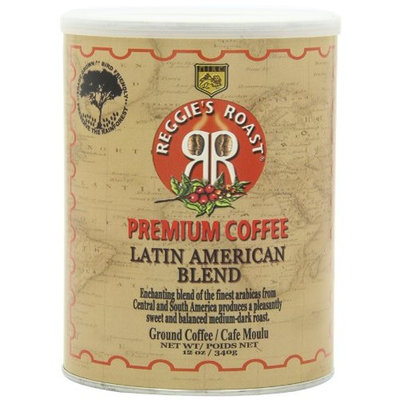 REGGIE'S ROAST
RR
PREMIUM COFFEE
LATIN AMERICAN
BLEND
Enchanting blend of the finest arabicas from
Central and South America produces a pleasantly
sweet and balanced medium-dark roast.
Ground Coffee / Cafe Moulu
NET WT/ POIDS NET
12 oz / 340g